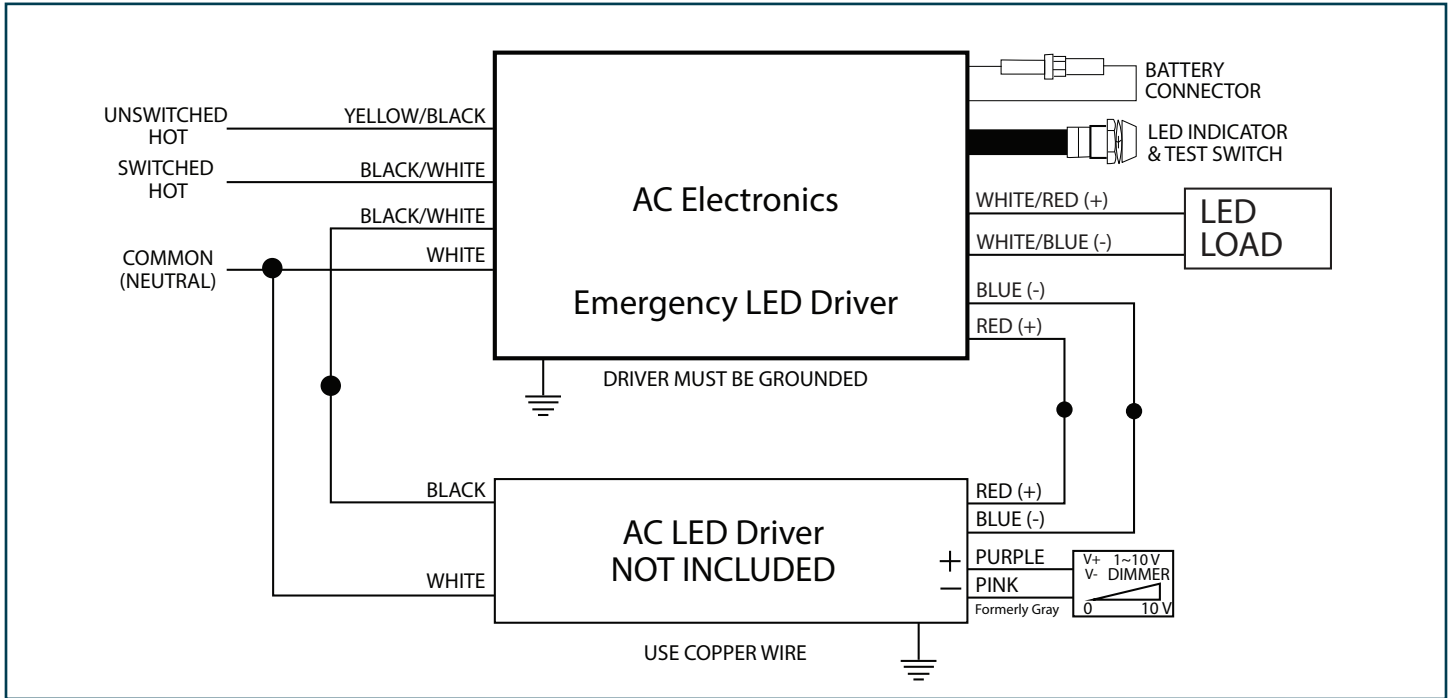 UNSWITCHED
HOT
YELLOW/BLACK
SWITCHED
HOT
BLACK/WHITE
BLACK/WHITE
COMMON
(NEUTRAL)
WHITE
AC Electronics
Emergency LED Driver
BATTERY
CONNECTOR
LED INDICATOR
& TEST SWITCH
WHITE/RED (+)
WHITE/BLUE (-)
LED
LOAD
BLUE (-)
RED (+)
DRIVER MUST BE GROUNDED
BLACK
WHITE
AC LED Driver
NOT INCLUDED
+
−
RED (+)
BLUE (-)
PURPLE
PINK
Formerly Gray
V+ 1~10 V
V- DIMMER
0 10 V
USE COPPER WIRE